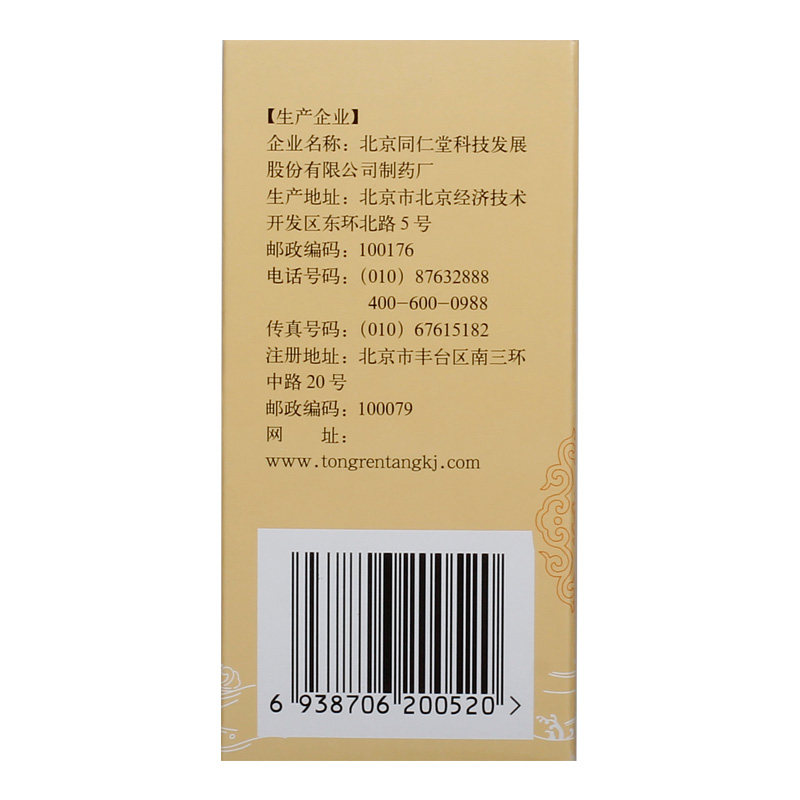 【生产企业】
企业名称：北京同仁堂科技发展
股份有限公司制药厂
生产地址：北京市北京经济技术
开发区东环北路5号
邮政编码：100176
电话号码：（010）87632888
400-600-0988
传真号码：（010）67615182
注册地址：北京市丰台区南三环
中路20号
邮政编码：100079
网　　址：
www.tongrentangkj.com
6 938706 200520 >